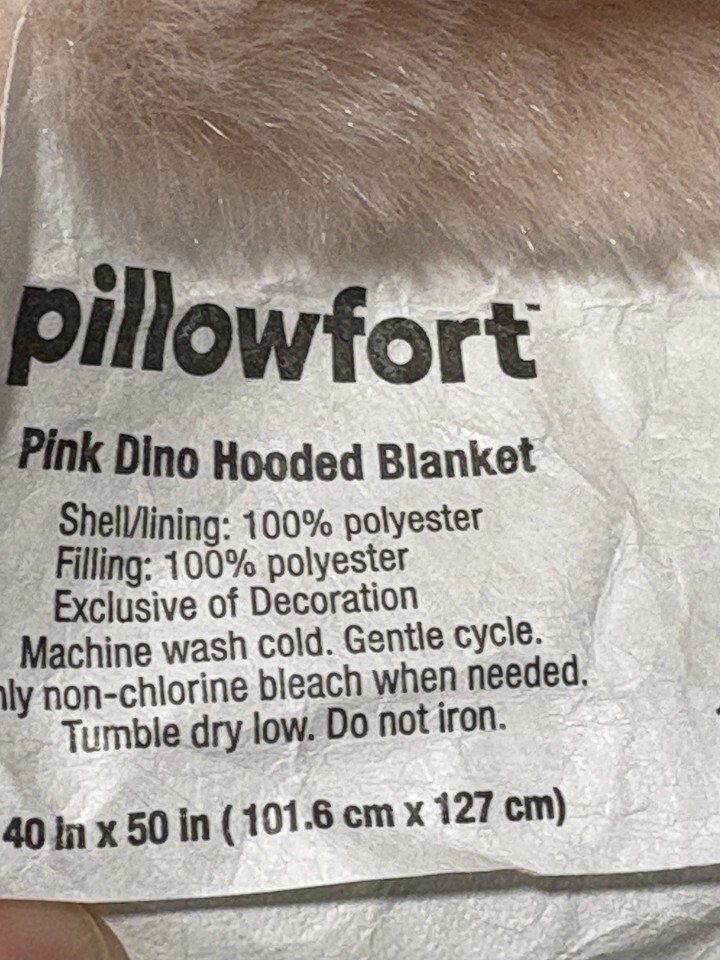 pillowfort™
Pink Dino Hooded Blanket
Shell/lining: 100% polyester
Filling: 100% polyester
Exclusive of Decoration
Machine wash cold. Gentle cycle.
non-chlorine bleach when needed.
Tumble dry low. Do not iron.
40 in x 50 in ( 101.6 cm x 127 cm)